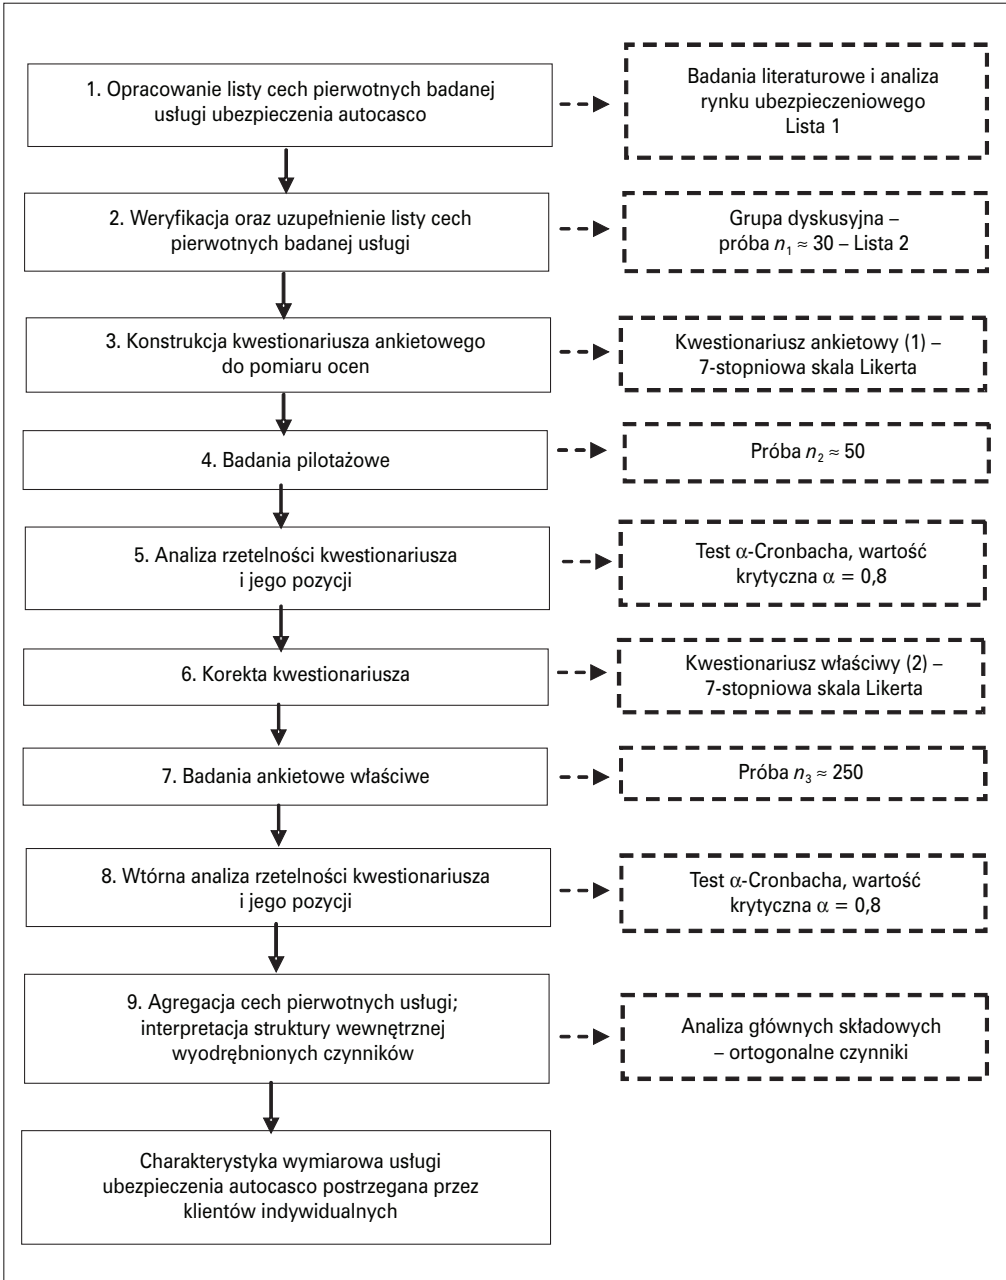 1. Opracowanie listy cech pierwotnych badanej
usługi ubezpieczenia autocasco
Badania literaturowe i analiza
rynku ubezpieczeniowego
Lista 1
2. Weryfikacja oraz uzupełnienie listy cech
pierwotnych badanej usługi
Grupa dyskusyjna –
próba n₁ ≈ 30 – Lista 2
3. Konstrukcja kwestionariusza ankietowego
do pomiaru ocen
Kwestionariusz ankietowy (1) –
7-stopniowa skala Likerta
4. Badania pilotażowe
Próba n₂ ≈ 50
5. Analiza rzetelności kwestionariusza
i jego pozycji
Test α-Cronbacha, wartość
krytyczna α = 0,8
6. Korekta kwestionariusza
Kwestionariusz właściwy (2) –
7-stopniowa skala Likerta
7. Badania ankietowe właściwe
Próba n₃ ≈ 250
8. Wtórna analiza rzetelności kwestionariusza
i jego pozycji
Test α-Cronbacha, wartość
krytyczna α = 0,8
9. Agregacja cech pierwotnych usługi;
interpretacja struktury wewnętrznej
wyodrębnionych czynników
Analiza głównych składowych
– ortogonalne czynniki
Charakterystyka wymiarowa usługi
ubezpieczenia autocasco postrzegana przez
klientów indywidualnych